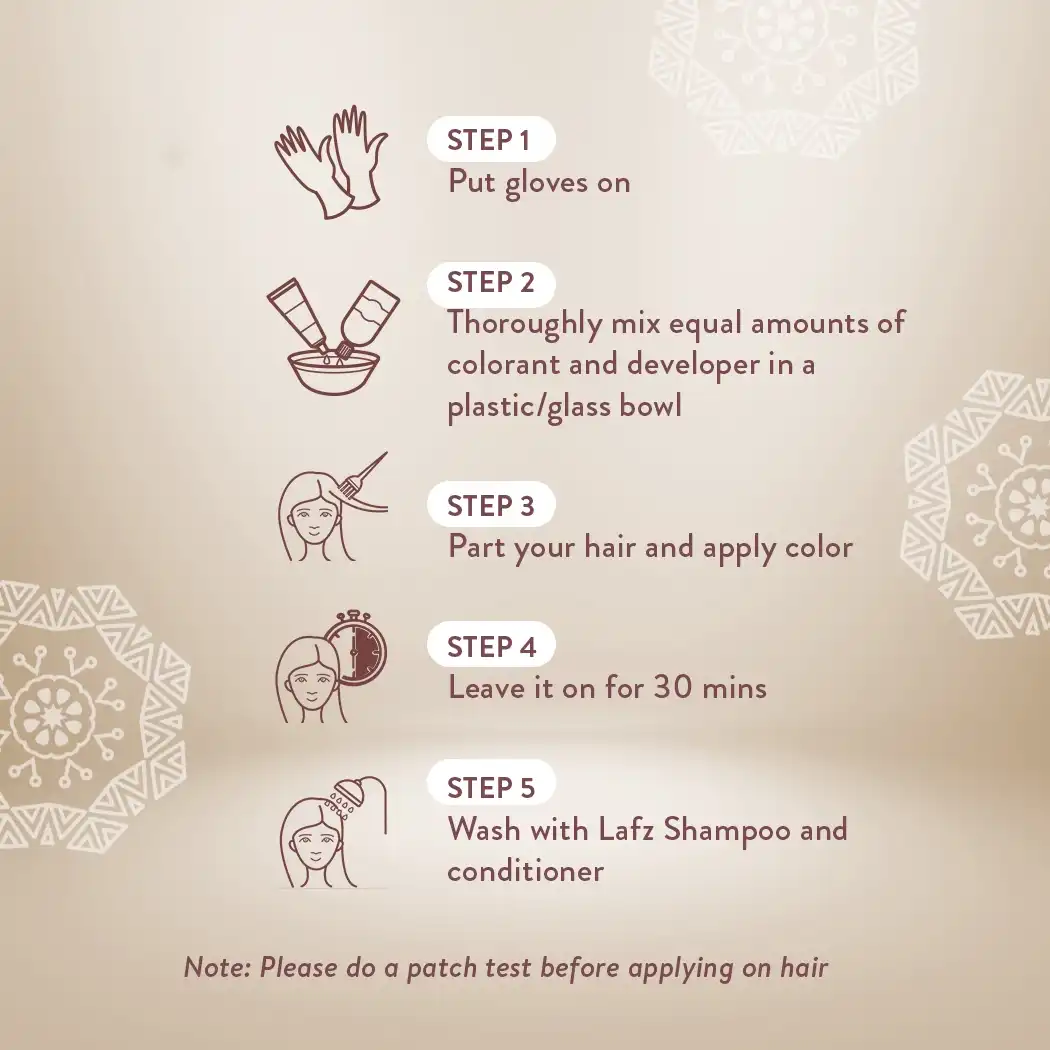 STEP 1
Put gloves on
STEP 2
Thoroughly mix equal amounts of
colorant and developer in a
plastic/glass bowl
STEP 3
Part your hair and apply color
STEP 4
Leave it on for 30 mins
STEP 5
Wash with Lafz Shampoo and
conditioner
Note: Please do a patch test before applying on hair